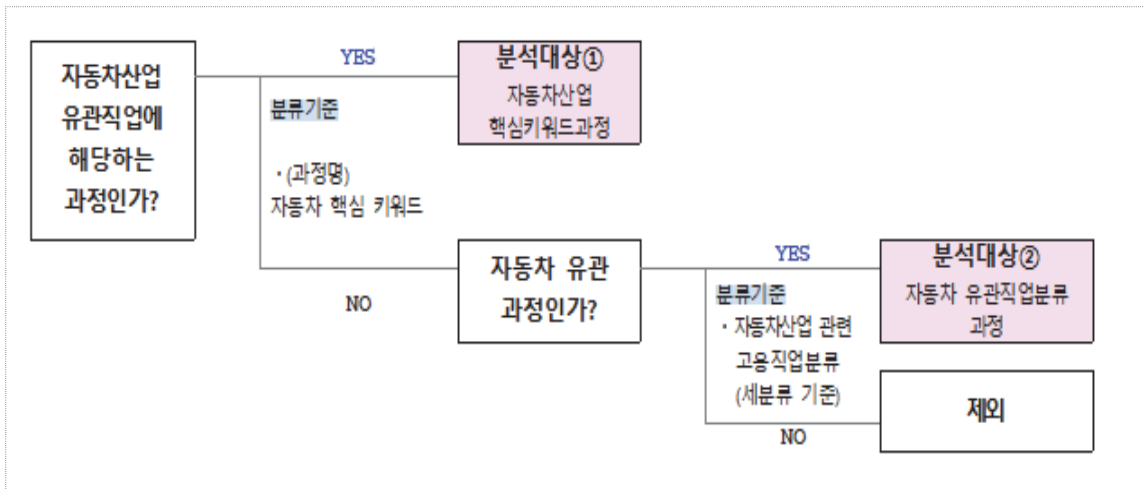 자동차산업
유관직업에
해당하는
과정인가?
YES
분류기준
· (과정명)
자동차 핵심 키워드
NO
분석대상①
자동차산업
핵심키워드과정
자동차 유관
과정인가?
YES
분류기준
· 자동차산업 관련
고용직업분류
(세분류 기준)
NO
분석대상②
자동차 유관직업분류
과정
제외